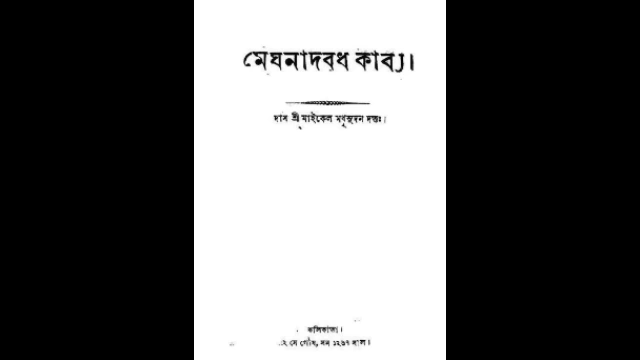 মেঘনাদবধ কাব্য।
দাস শ্রী মাইকেল মধুসূদন দত্তঃ।
কলিকাতা।
সে পৌষ, সন ১২৬৭ সাল।